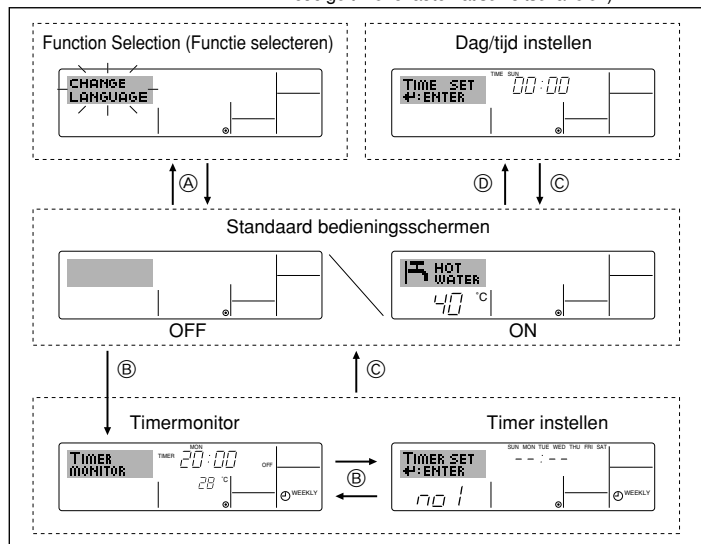 Function Selection (Functie selecteren)
Dag/tijd instellen
CHANGE
LANGUAGE
TIME SUN
TIME SET
↵:ENTER
00:00
Ⓐ
Ⓓ
Ⓒ
Standaard bedieningsschermen
HOT
WATER
40 °C
OFF
ON
Ⓑ
Ⓒ
Timermonitor
Timer instellen
TIMER
MONITOR
MON
TIMER 20:00 OFF
28 °C
WEEKLY
Ⓑ
SUN MON TUE WED THU FRI SAT
TIMER SET
↵:ENTER
--:--
no 1
WEEKLY